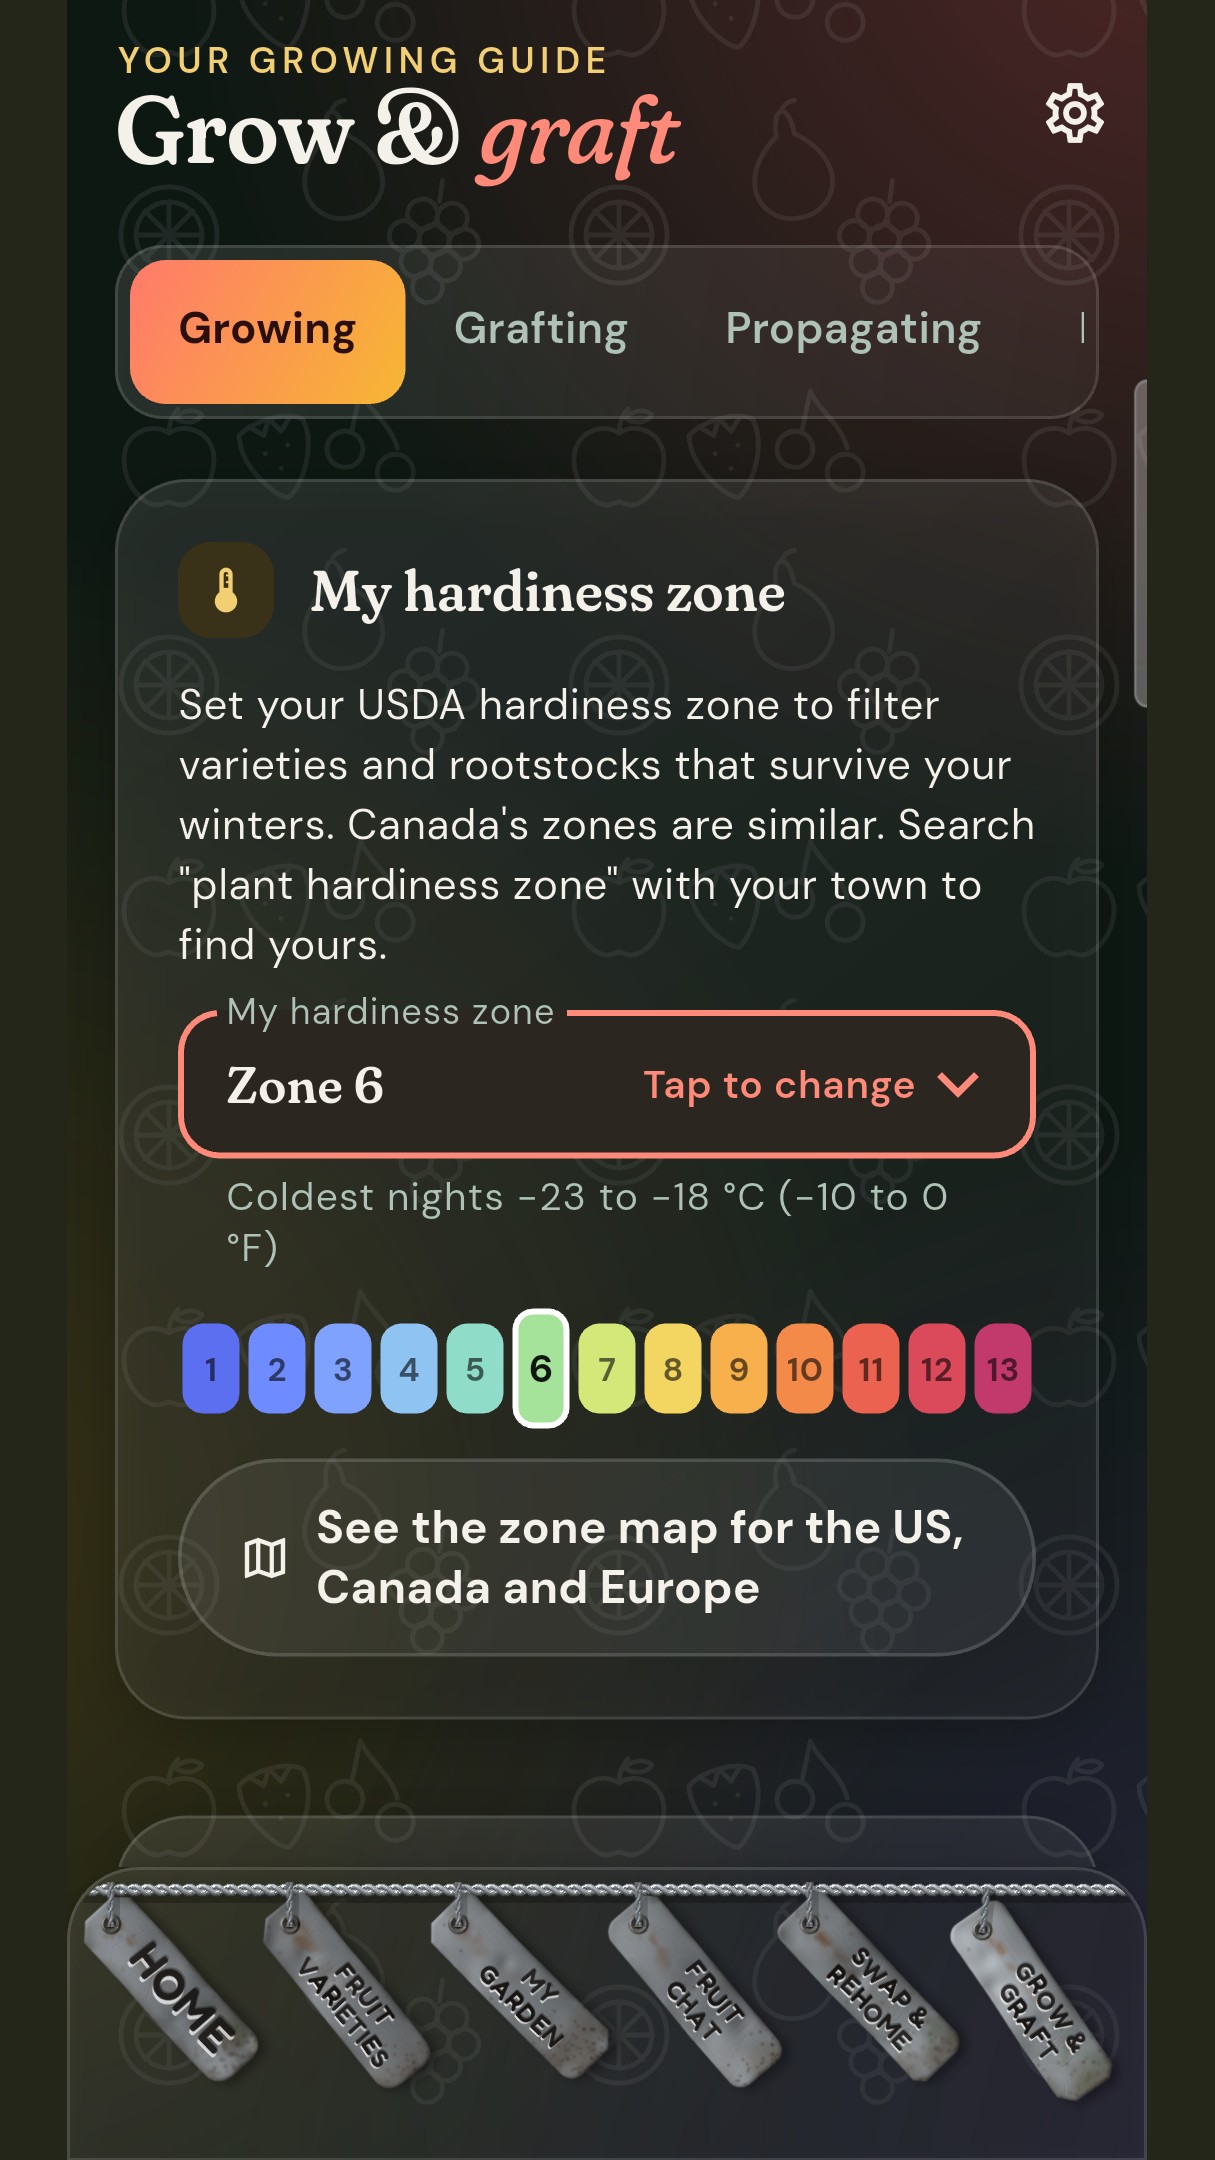 YOUR GROWING GUIDE
Grow & graft
Growing
Grafting
Propagating
My hardiness zone
Set your USDA hardiness zone to filter
varieties and rootstocks that survive your
winters. Canada's zones are similar. Search
"plant hardiness zone" with your town to
find yours.
My hardiness zone
Zone 6
Tap to change
Coldest nights −23 to −18 °C (−10 to 0
°F)
1 2 3 4 5 6 7 8 9 10 11 12 13
See the zone map for the US,
Canada and Europe
HOME
FRUIT
VARIETIES
MY
GARDEN
FRUIT
CHAT
SWAP &
REHOME
GROW &
GRAFT